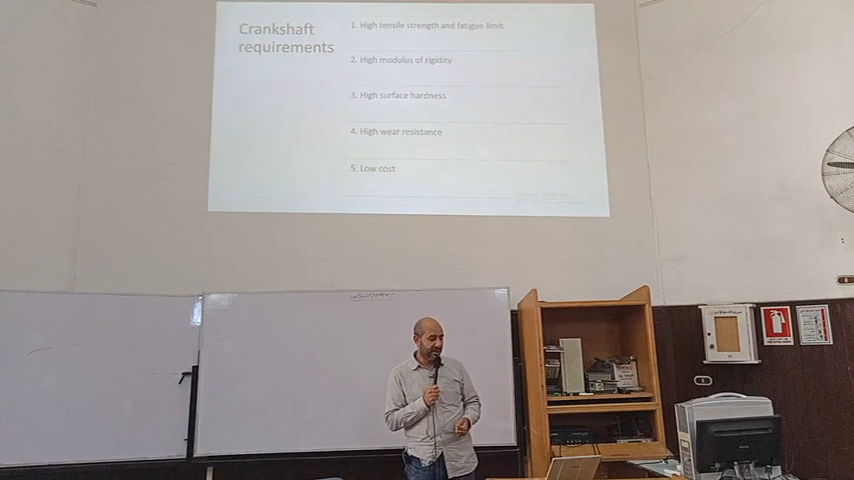 Crankshaft
requirements
1. High tensile strength and fatigue limit
2. High modulus of rigidity
3. High surface hardness
4. High wear resistance
5. Low cost